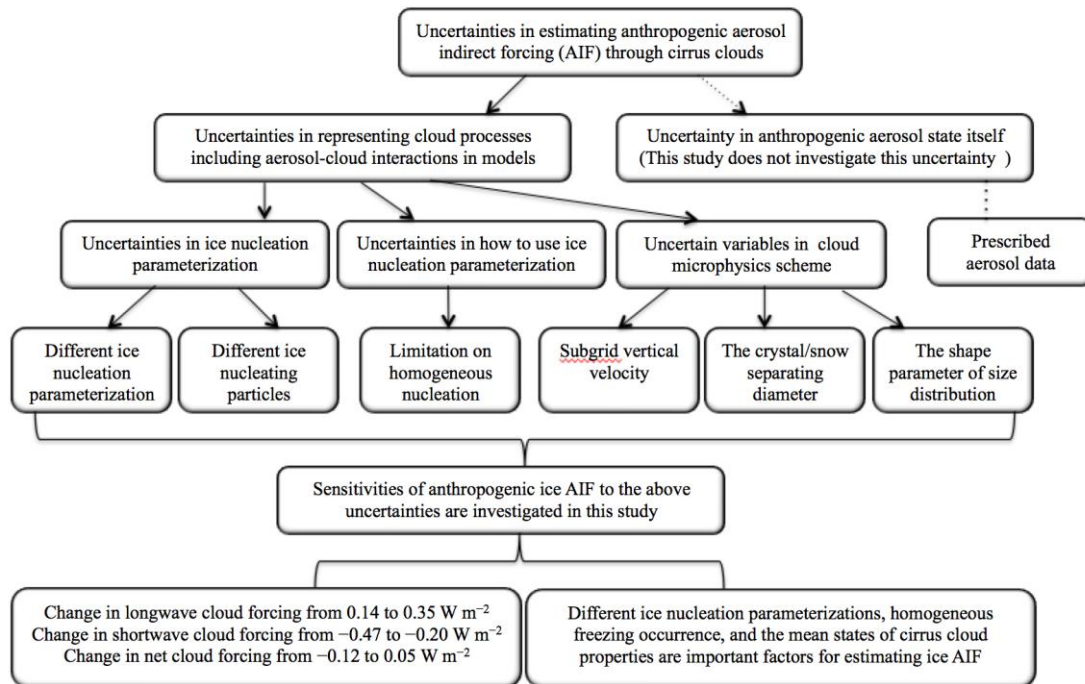 Uncertainties in estimating anthropogenic aerosol
indirect forcing (AIF) through cirrus clouds
Uncertainties in representing cloud processes
including aerosol-cloud interactions in models
Uncertainty in anthropogenic aerosol state itself
(This study does not investigate this uncertainty )
Uncertainties in ice nucleation
parameterization
Uncertainties in how to use ice
nucleation parameterization
Uncertain variables in cloud
microphysics scheme
Prescribed
aerosol data
Different ice
nucleation
parameterization
Different ice
nucleating
particles
Limitation on
homogeneous
nucleation
Subgrid vertical
velocity
The crystal/snow
separating
diameter
The shape
parameter of size
distribution
Sensitivities of anthropogenic ice AIF to the above
uncertainties are investigated in this study
Change in longwave cloud forcing from 0.14 to 0.35 W m⁻²
Change in shortwave cloud forcing from −0.47 to −0.20 W m⁻²
Change in net cloud forcing from −0.12 to 0.05 W m⁻²
Different ice nucleation parameterizations, homogeneous
freezing occurrence, and the mean states of cirrus cloud
properties are important factors for estimating ice AIF